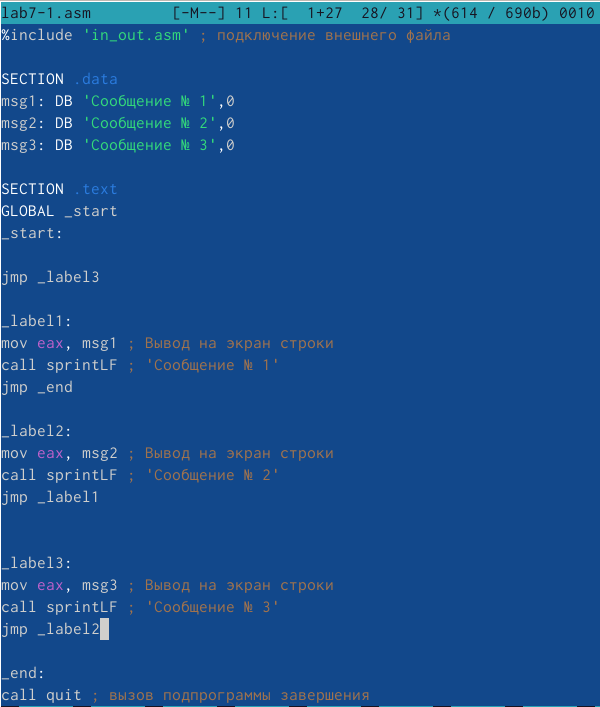 lab7-1.asm [-M--] 11 L:[ 1+27 28/ 31] *(614 / 690b) 0010
%include 'in_out.asm' ; подключение внешнего файла
SECTION .data
msg1: DB 'Сообщение № 1',0
msg2: DB 'Сообщение № 2',0
msg3: DB 'Сообщение № 3',0
SECTION .text
GLOBAL _start
_start:
jmp _label3
_label1:
mov eax, msg1 ; Вывод на экран строки
call sprintLF ; 'Сообщение № 1'
jmp _end
_label2:
mov eax, msg2 ; Вывод на экран строки
call sprintLF ; 'Сообщение № 2'
jmp _label1
_label3:
mov eax, msg3 ; Вывод на экран строки
call sprintLF ; 'Сообщение № 3'
jmp _label2
_end:
call quit ; вызов подпрограммы завершения